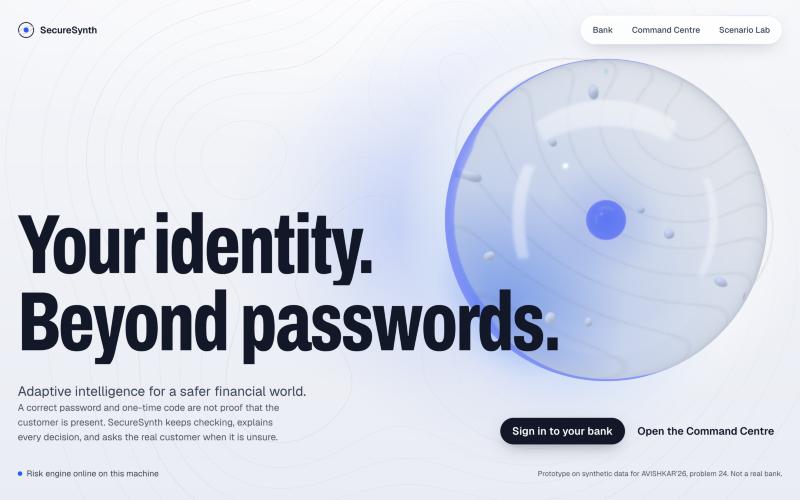 SecureSynth
Bank Command Centre Scenario Lab
Your identity.
Beyond passwords.
Adaptive intelligence for a safer financial world.
A correct password and one-time code are not proof that the
customer is present. SecureSynth keeps checking, explains
every decision, and asks the real customer when it is unsure.
Sign in to your bank Open the Command Centre
Risk engine online on this machine
Prototype on synthetic data for AVISHKAR'26, problem 24. Not a real bank.